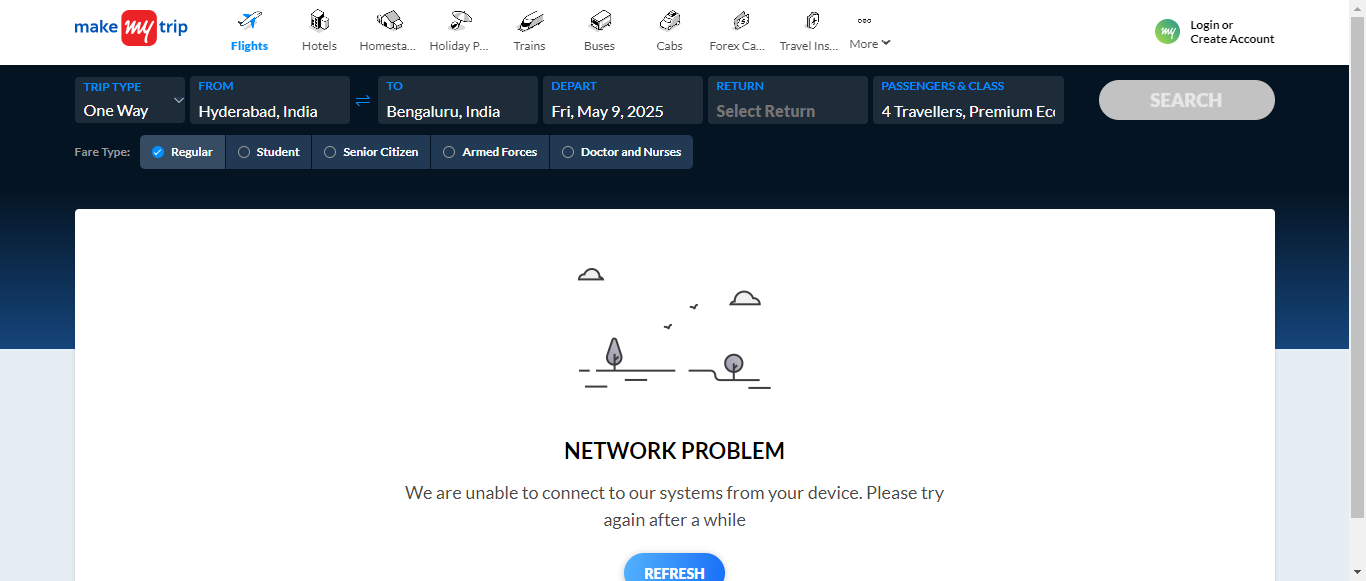 make my trip
Flights
Hotels
Homesta...
Holiday P...
Trains
Buses
Cabs
Forex Ca...
Travel Ins...
More
my
Login or
Create Account
TRIP TYPE
One Way
FROM
Hyderabad, India
TO
Bengaluru, India
DEPART
Fri, May 9, 2025
RETURN
Select Return
PASSENGERS & CLASS
4 Travellers, Premium Ec
SEARCH
Fare Type:
Regular
Student
Senior Citizen
Armed Forces
Doctor and Nurses
NETWORK PROBLEM
We are unable to connect to our systems from your device. Please try
again after a while
REFRESH